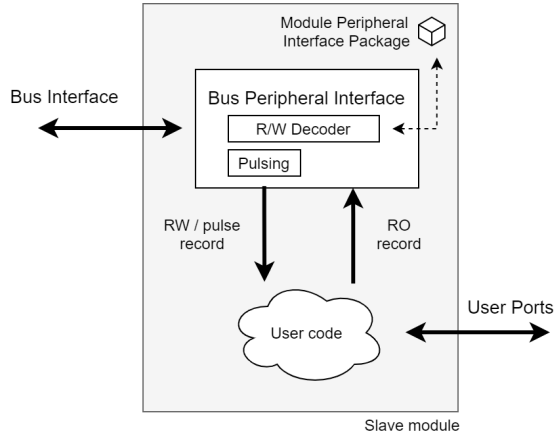 Module Peripheral
Interface Package
Bus Interface
Bus Peripheral Interface
R/W Decoder
Pulsing
RW / pulse
record
RO
record
User code
User Ports
Slave module